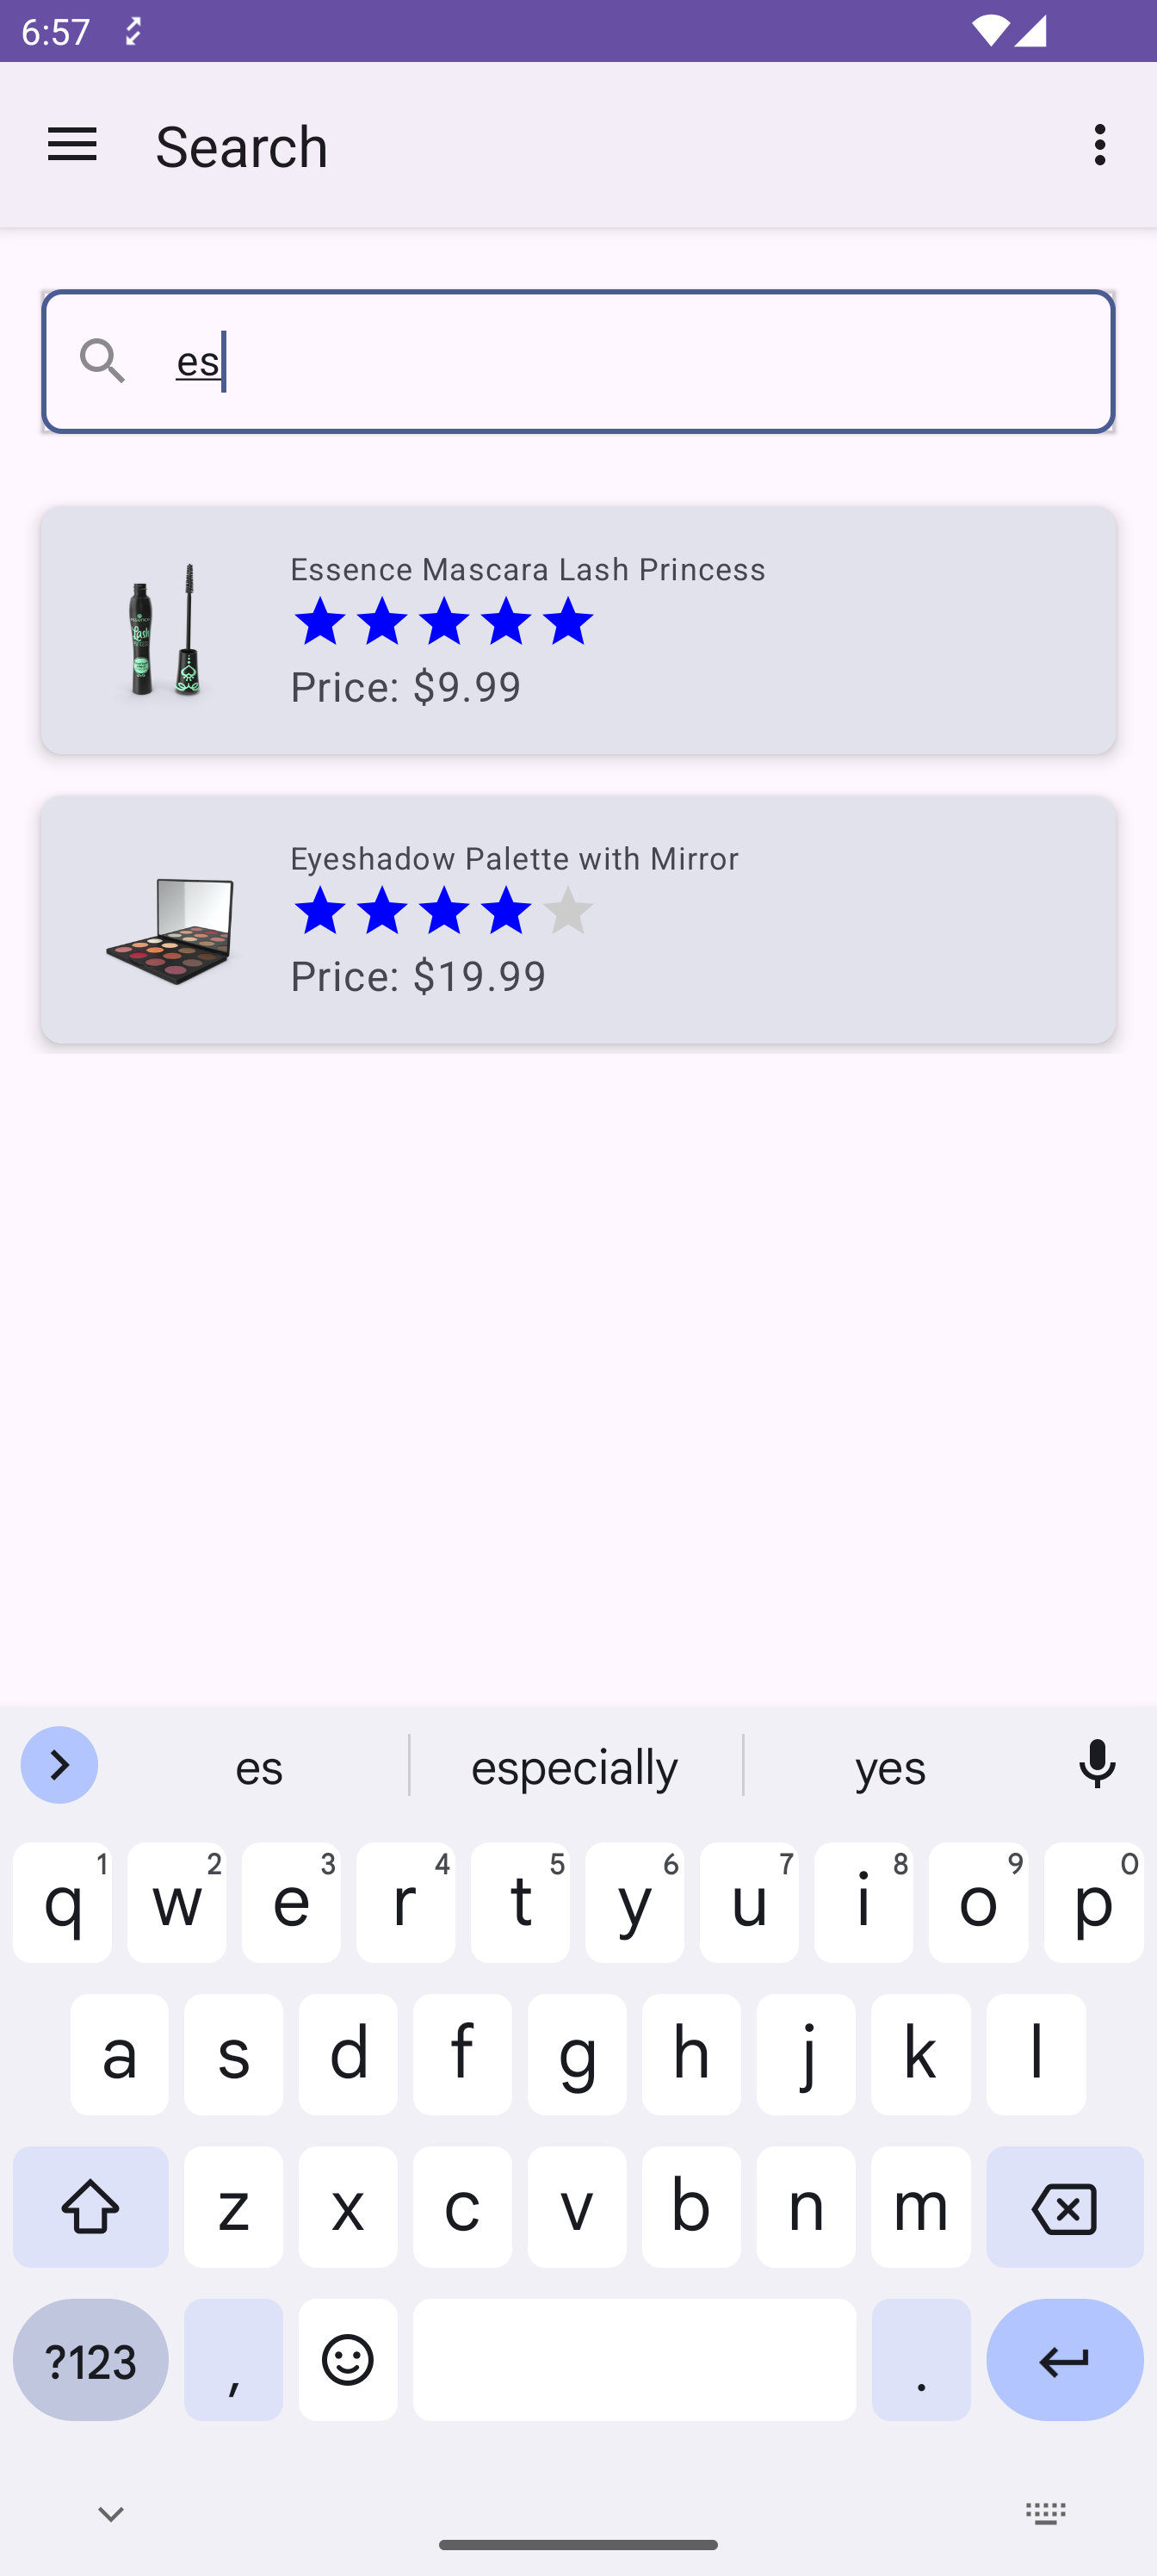 6:57
Search
es
Essence Mascara Lash Princess
Price: $9.99
Eyeshadow Palette with Mirror
Price: $19.99
es especially yes
q 1 w 2 e 3 r 4 t 5 y 6 u 7 i 8 o 9 p 0
a s d f g h j k l
z x c v b n m
?123 , .